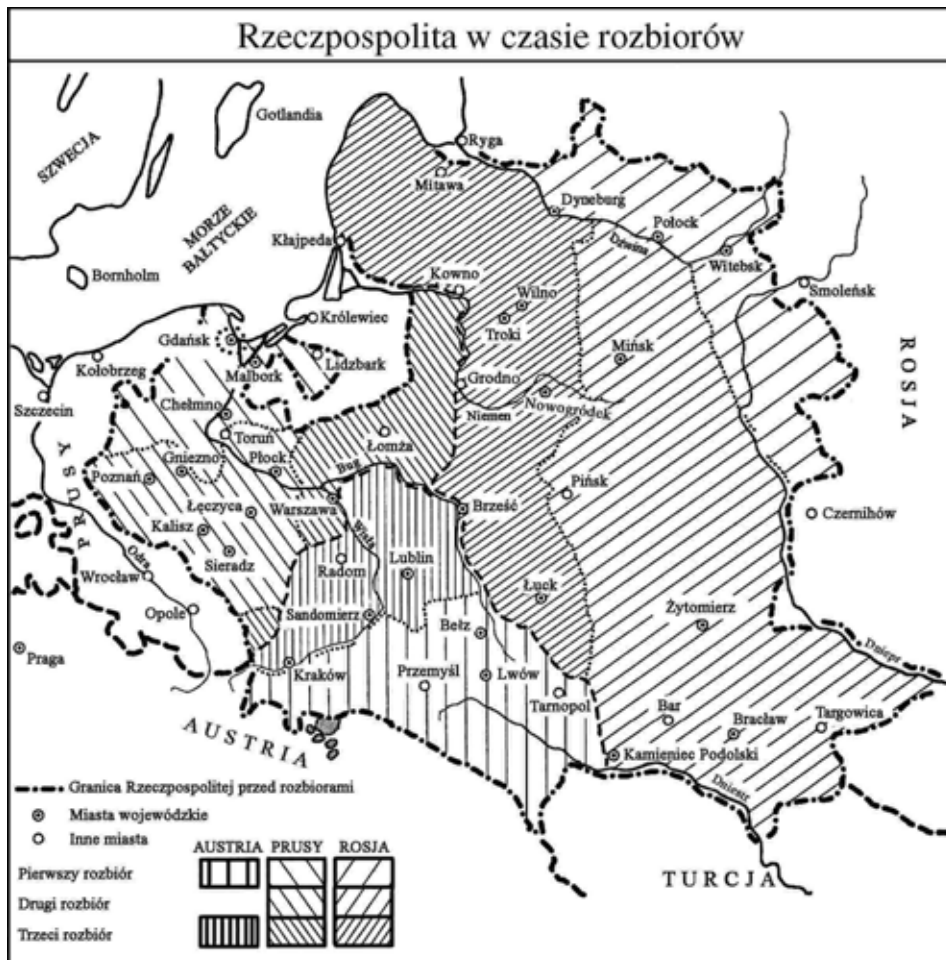 Rzeczpospolita w czasie rozbiorów
Gotlandia
SZWECJA
Ryga
Mitawa
MORZE
BAŁTYCKIE
Dyneburg
Połock
Kłajpeda
Dźwina
Witebsk
Bornholm
Kowno
Wilno
Smoleńsk
Królewiec
Troki
ROSJA
Gdańsk
Mińsk
Kołobrzeg
Malbork
Lidzbark
Szczecin
Grodno
Chełmno
Niemen
Nowogródek
Toruń
Łomża
PRUSY
Gniezno
Płock
Bug
Poznań
Pińsk
Łęczyca
Warszawa
Brześć
Czernihów
Kalisz
Wisła
Odra
Sieradz
Radom
Lublin
Wrocław
Łuck
Opole
Sandomierz
Żytomierz
Bełz
Praga
Kraków
Przemyśl
Lwów
Dniepr
Tarnopol
Bar
Bracław
Targowica
AUSTRIA
Kamieniec Podolski
Dniestr
Granica Rzeczpospolitej przed rozbiorami
Miasta wojewódzkie
Inne miasta
AUSTRIA PRUSY ROSJA
Pierwszy rozbiór
TURCJA
Drugi rozbiór
Trzeci rozbiór